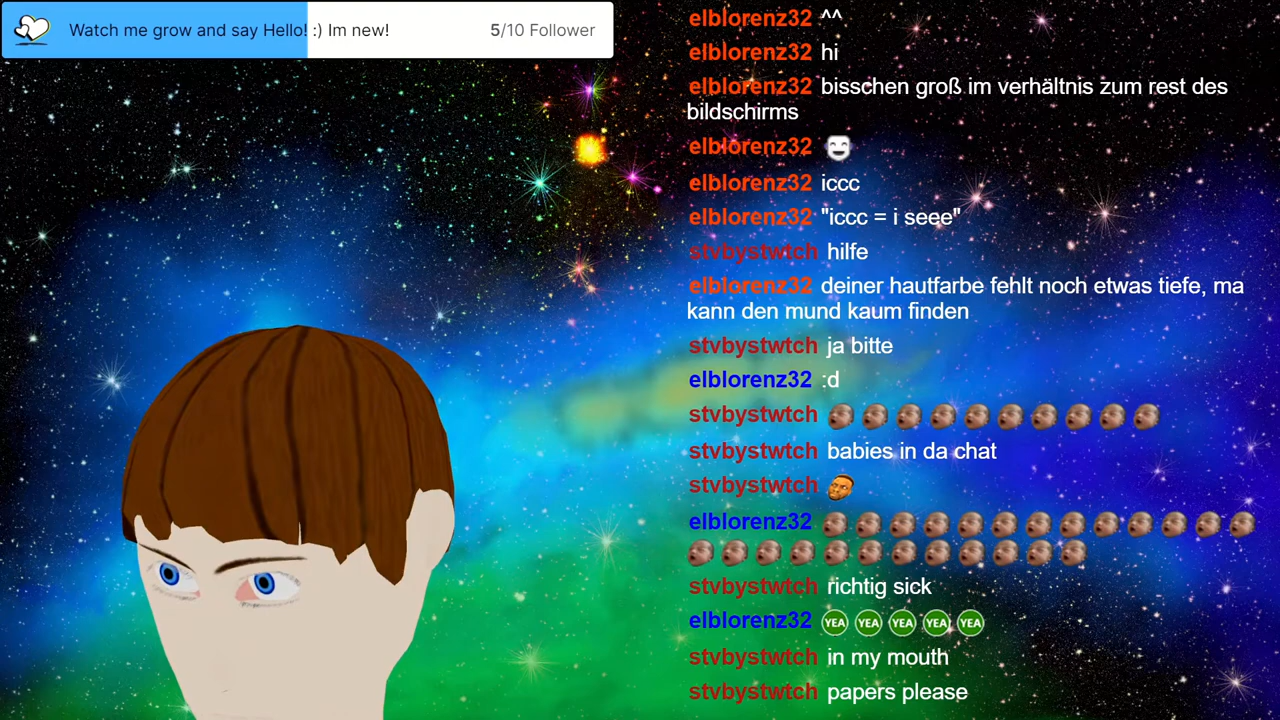 Watch me grow and say Hello! :) Im new! 5/10 Follower
elblorenz32 ^^
elblorenz32 hi
elblorenz32 bisschen groß im verhältnis zum rest des
bildschirms
elblorenz32
elblorenz32 iccc
elblorenz32 "iccc = i seee"
stvbystwtch hilfe
elblorenz32 deiner hautfarbe fehlt noch etwas tiefe, ma
kann den mund kaum finden
stvbystwtch ja bitte
elblorenz32 :d
stvbystwtch
stvbystwtch babies in da chat
stvbystwtch
elblorenz32
stvbystwtch richtig sick
elblorenz32 YEA YEA YEA YEA YEA
stvbystwtch in my mouth
stvbystwtch papers please